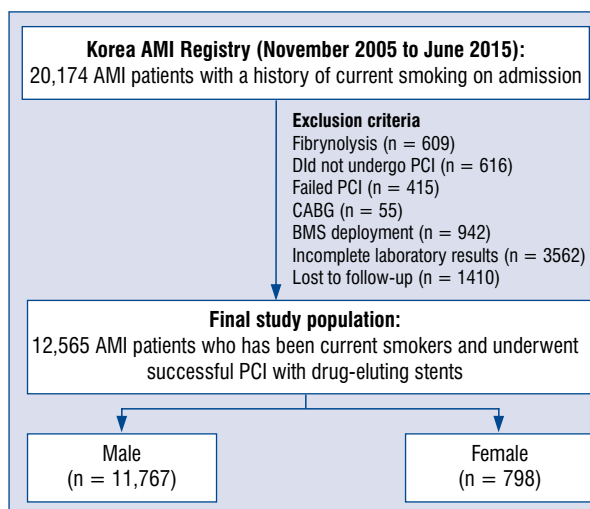 Korea AMI Registry (November 2005 to June 2015):
20,174 AMI patients with a history of current smoking on admission
Exclusion criteria
Fibrynolysis (n = 609)
DId not undergo PCI (n = 616)
Failed PCI (n = 415)
CABG (n = 55)
BMS deployment (n = 942)
Incomplete laboratory results (n = 3562)
Lost to follow-up (n = 1410)
Final study population:
12,565 AMI patients who has been current smokers and underwent
successful PCI with drug-eluting stents
Male
(n = 11,767)
Female
(n = 798)